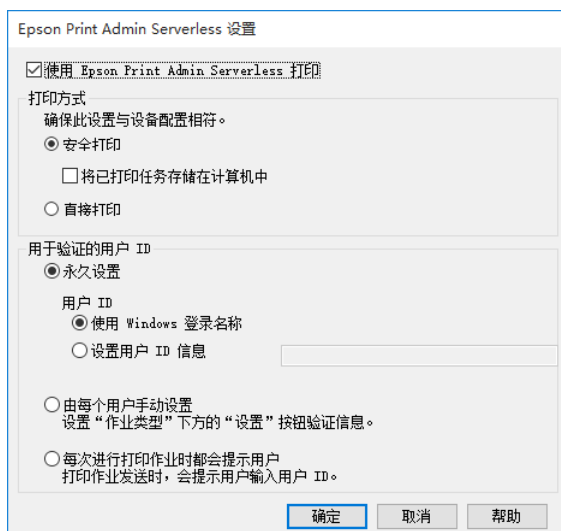 Epson Print Admin Serverless 设置
使用 Epson Print Admin Serverless 打印
打印方式
确保此设置与设备配置相符。
安全打印
将已打印任务存储在计算机中
直接打印
用于验证的用户 ID
永久设置
用户 ID
使用 Windows 登录名称
设置用户 ID 信息
由每个用户手动设置
设置“作业类型”下方的“设置”按钮验证信息。
每次进行打印作业时都会提示用户
打印作业发送时，会提示用户输入用户 ID。
确定 取消 帮助